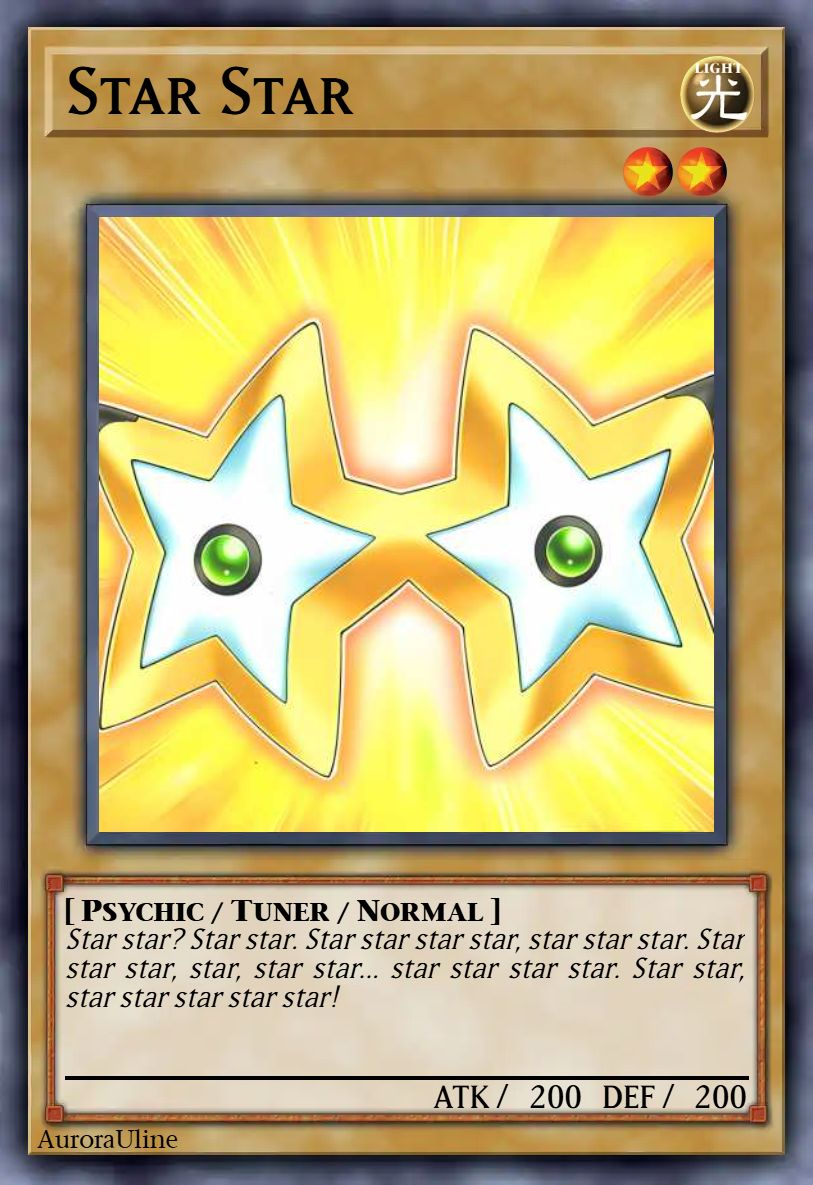 Star Star
LIGHT
光
[ Psychic / Tuner / Normal ]
Star star? Star star. Star star star star, star star star. Star
star star, star, star star... star star star star. Star star,
star star star star star!
ATK / 200 DEF / 200
AuroraUline